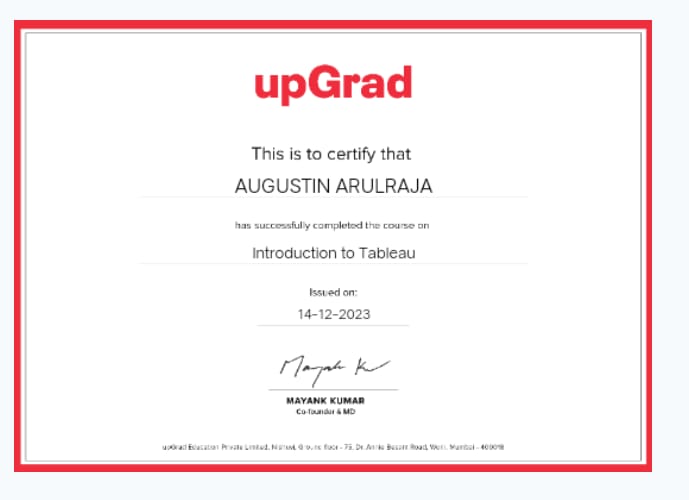 upGrad
This is to certify that
AUGUSTIN ARULRAJA
has successfully completed the course on
Introduction to Tableau
Issued on:
14-12-2023
MAYANK KUMAR
Co-founder & MD
upGrad Education Private Limited, Nishuvi, Ground floor - 75, Dr. Annie Besant Road, Worli, Mumbai - 400018